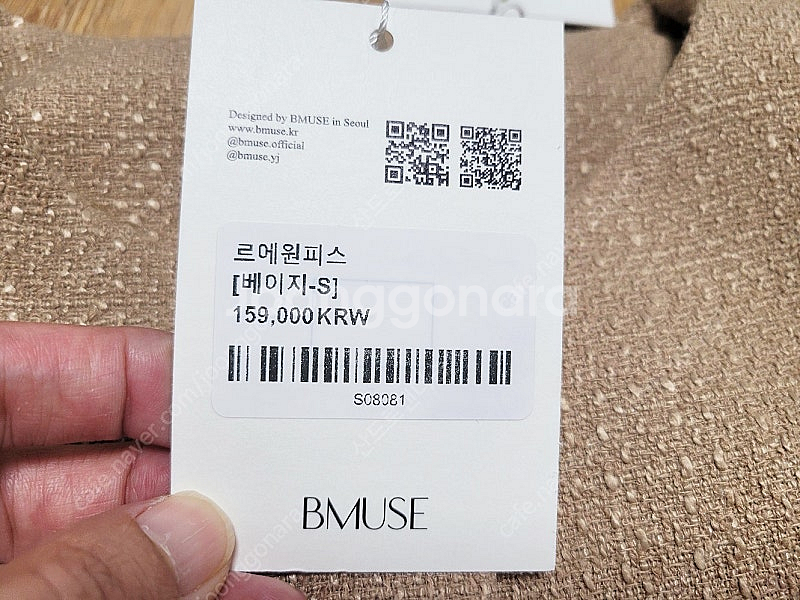 Designed by BMUSE in Seoul
www.bmuse.kr
@bmuse.official
@bmuse.yj
르에원피스
[베이지-S]
159,000KRW
S08081
BMUSE
joonggonara